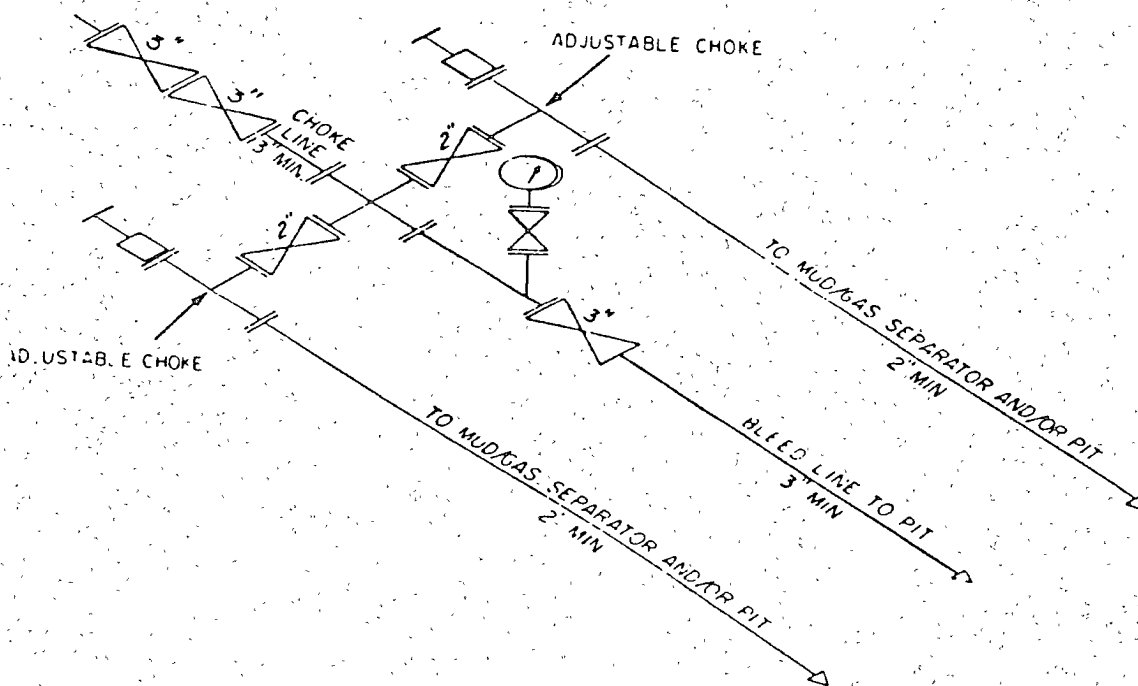 ADJUSTABLE CHOKE
3"
3"
CHOKE
LINE
3" MIN.
2"
2"
3"
ADJUSTABLE CHOKE
TO MUD/GAS SEPARATOR AND/OR PIT
2" MIN
BLEED LINE TO PIT
3" MIN
TO MUD/GAS SEPARATOR AND/OR PIT
2" MIN